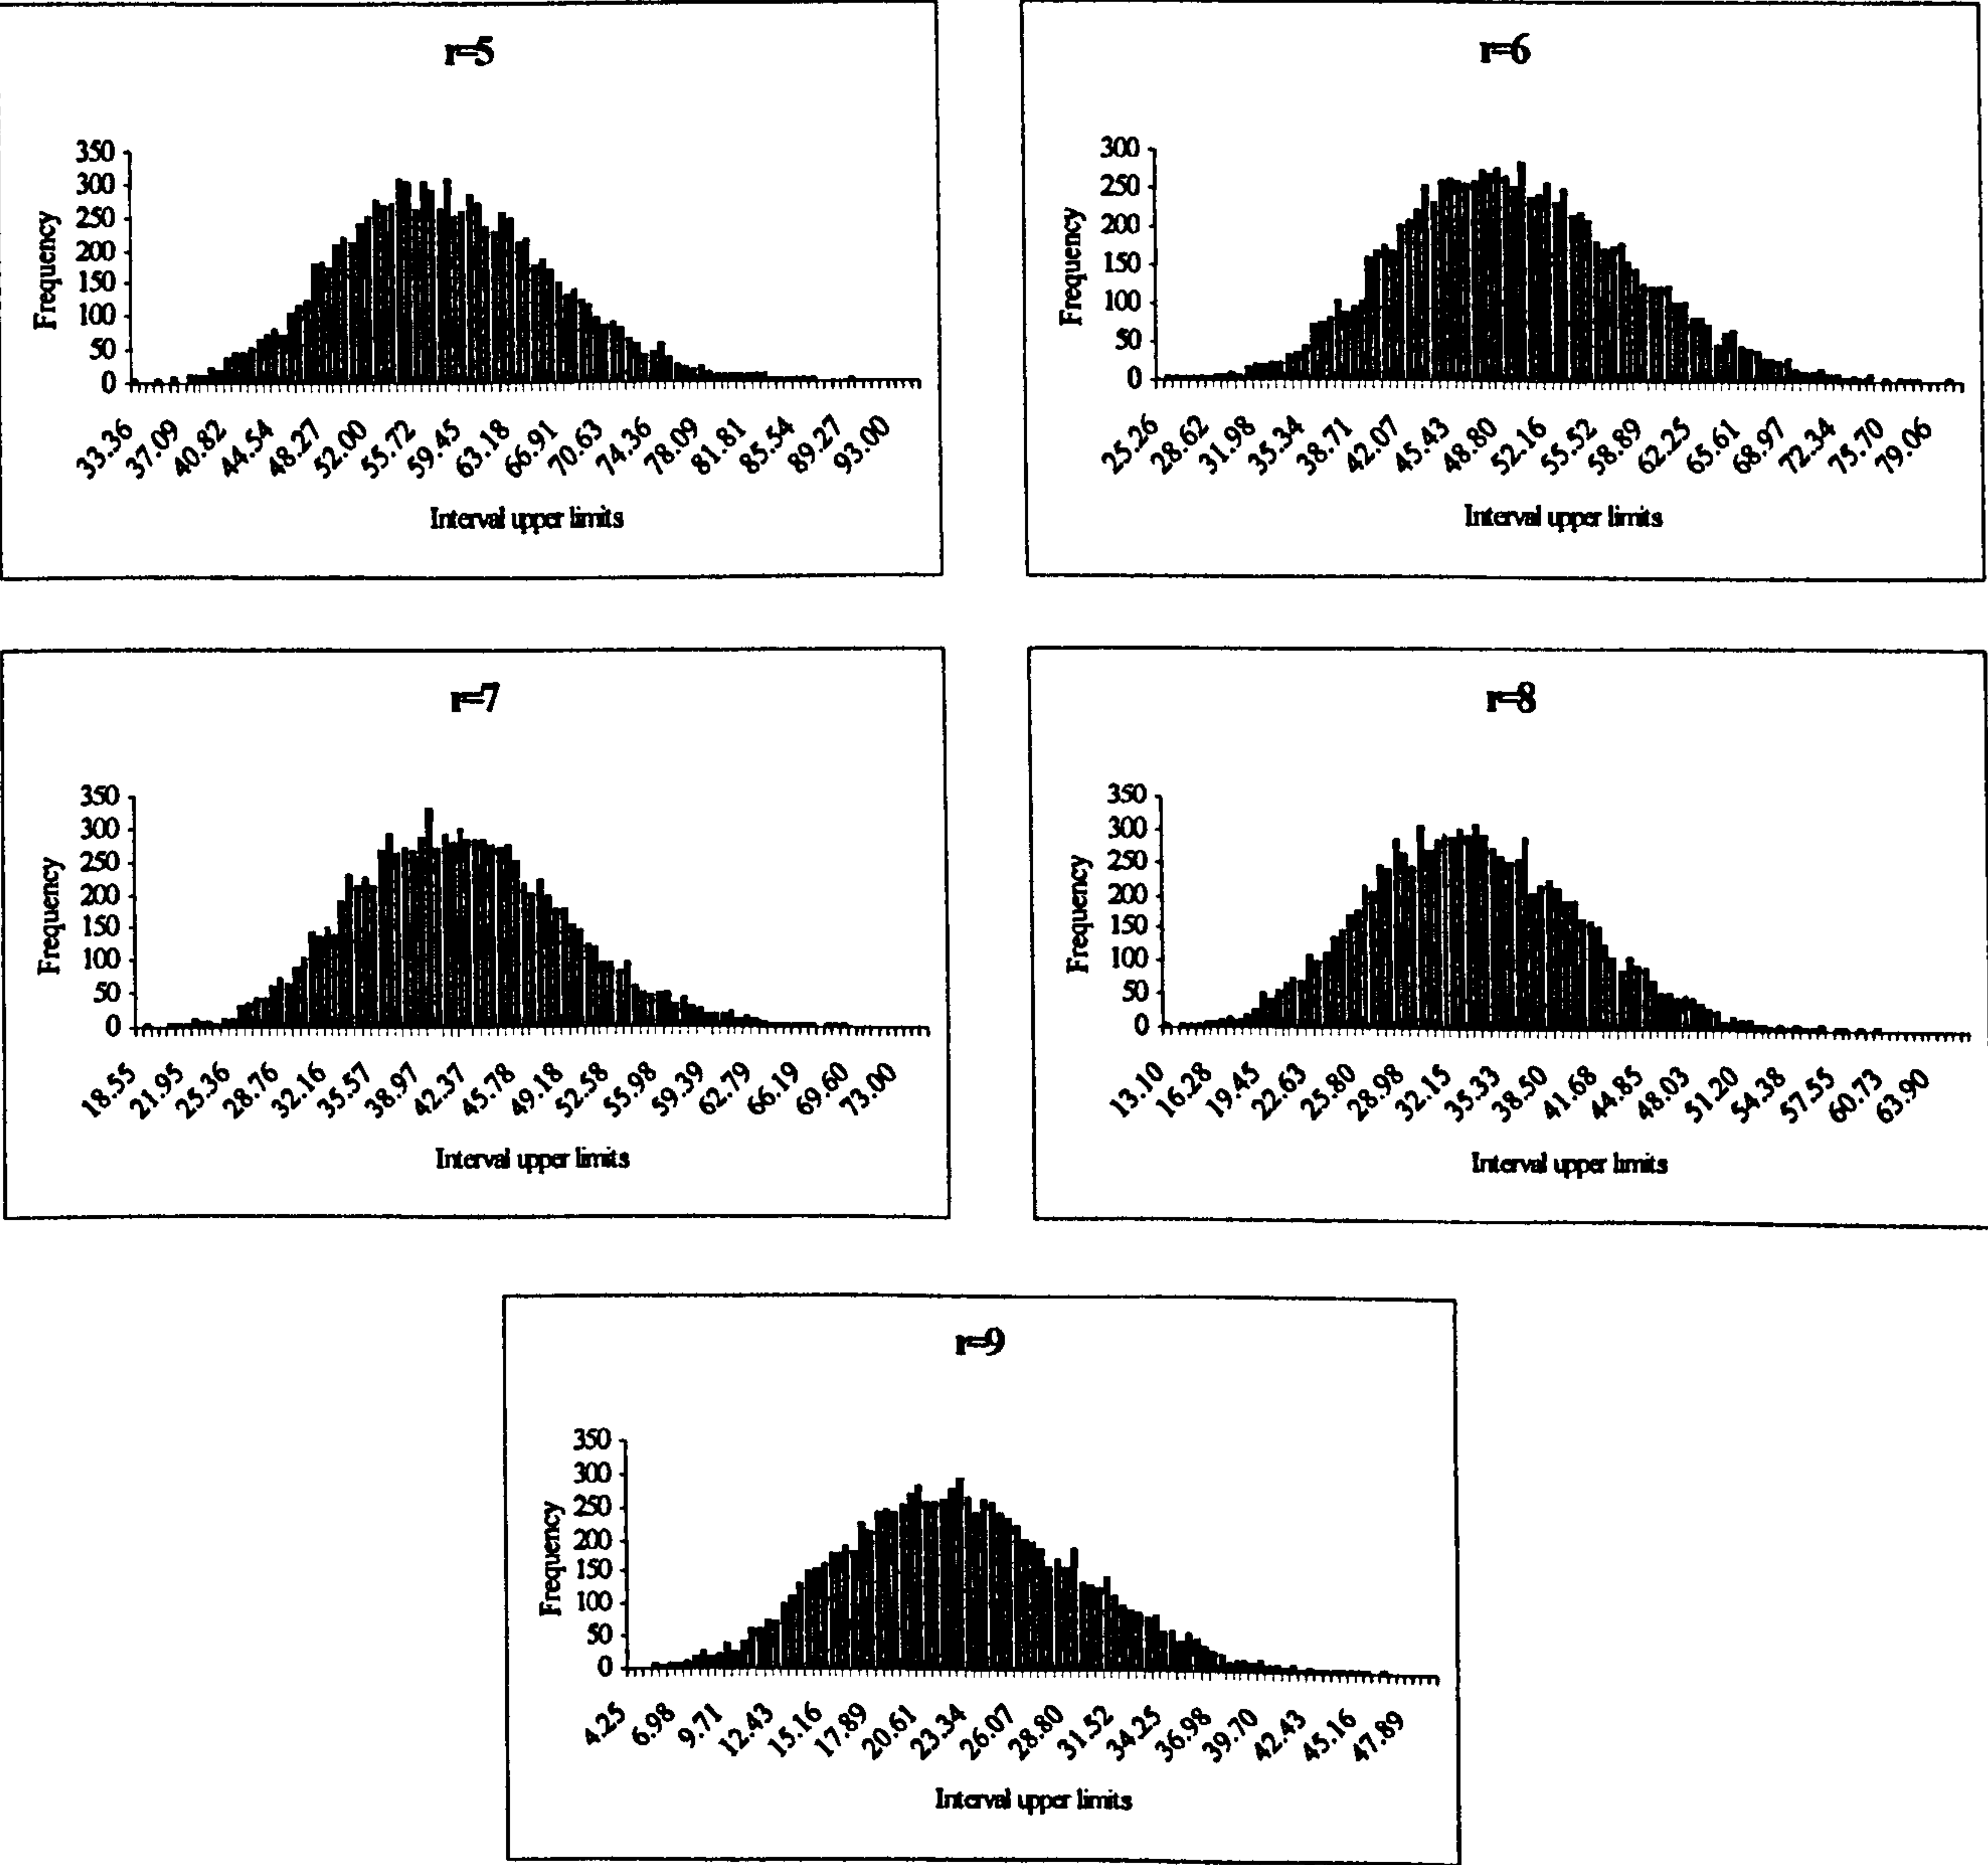 r=5
350
300
250
200
150
100
50
0
Frequency
33.36 37.09 40.82 44.54 48.27 52.00 55.72 59.45 63.18 66.91 70.63 74.36 78.09 81.81 85.54 89.27 93.00
Interval upper limits
r=6
300
250
200
150
100
50
0
Frequency
25.26 28.62 31.98 35.34 38.71 42.07 45.43 48.80 52.16 55.52 58.89 62.25 65.61 68.97 72.34 75.70 79.06
Interval upper limits
r=7
350
300
250
200
150
100
50
0
Frequency
18.55 21.95 25.36 28.76 32.16 35.57 38.97 42.37 45.78 49.18 52.58 55.98 59.39 62.79 66.19 69.60 73.00
Interval upper limits
r=8
350
300
250
200
150
100
50
0
Frequency
13.10 16.28 19.45 22.63 25.80 28.98 32.15 35.33 38.50 41.68 44.85 48.03 51.20 54.38 57.55 60.73 63.90
Interval upper limits
r=9
350
300
250
200
150
100
50
0
Frequency
4.25 6.98 9.71 12.43 15.16 17.89 20.61 23.34 26.07 28.80 31.52 34.25 36.98 39.70 42.43 45.16 47.89
Interval upper limits